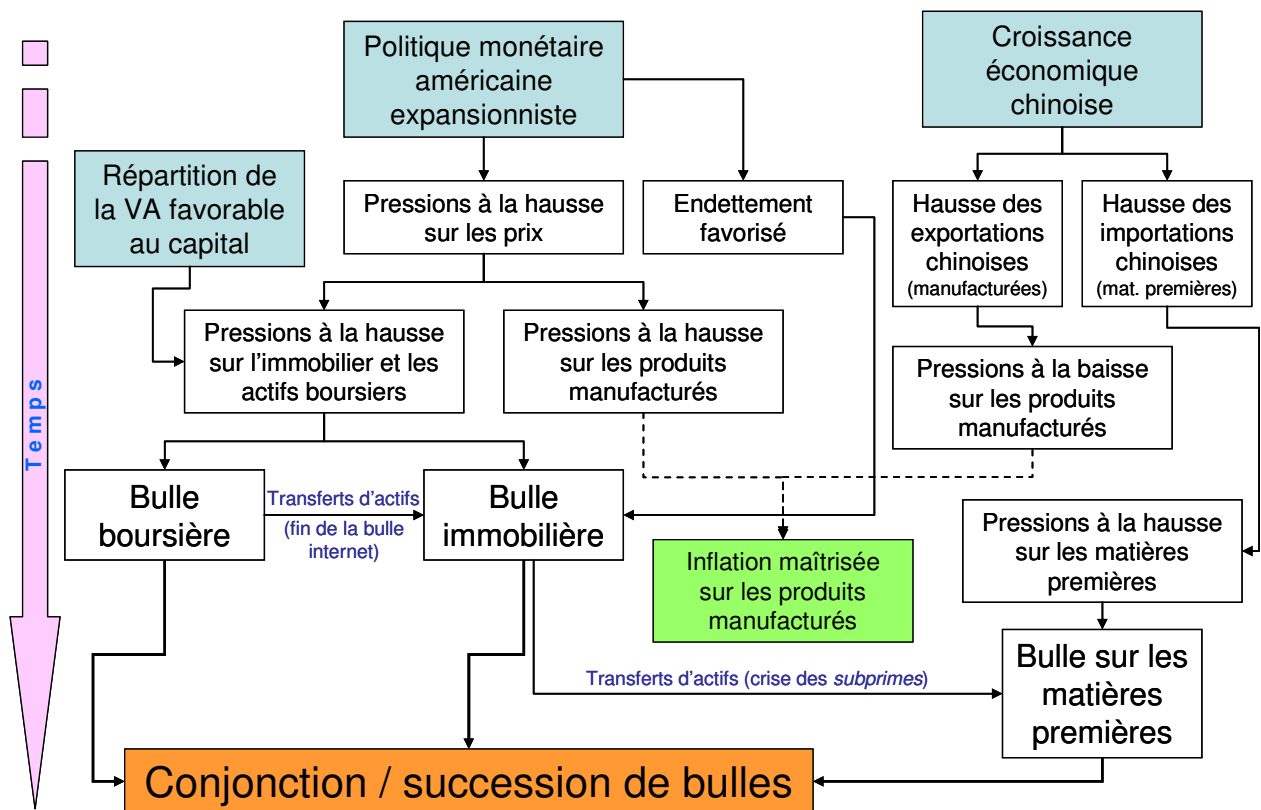 Politique monétaire
américaine
expansionniste
Croissance
économique
chinoise
Répartition de
la VA favorable
au capital
Pressions à la hausse
sur les prix
Endettement
favorisé
Hausse des
exportations
chinoises
(manufacturées)
Hausse des
importations
chinoises
(mat. premières)
Pressions à la hausse
sur l'immobilier et les
actifs boursiers
Pressions à la hausse
sur les produits
manufacturés
Pressions à la baisse
sur les produits
manufacturés
Temps
Bulle
boursière
Transferts d'actifs
(fin de la bulle
internet)
Bulle
immobilière
Inflation maîtrisée
sur les produits
manufacturés
Pressions à la hausse
sur les matières
premières
Transferts d'actifs (crise des subprimes)
Bulle sur les
matières
premières
Conjonction / succession de bulles